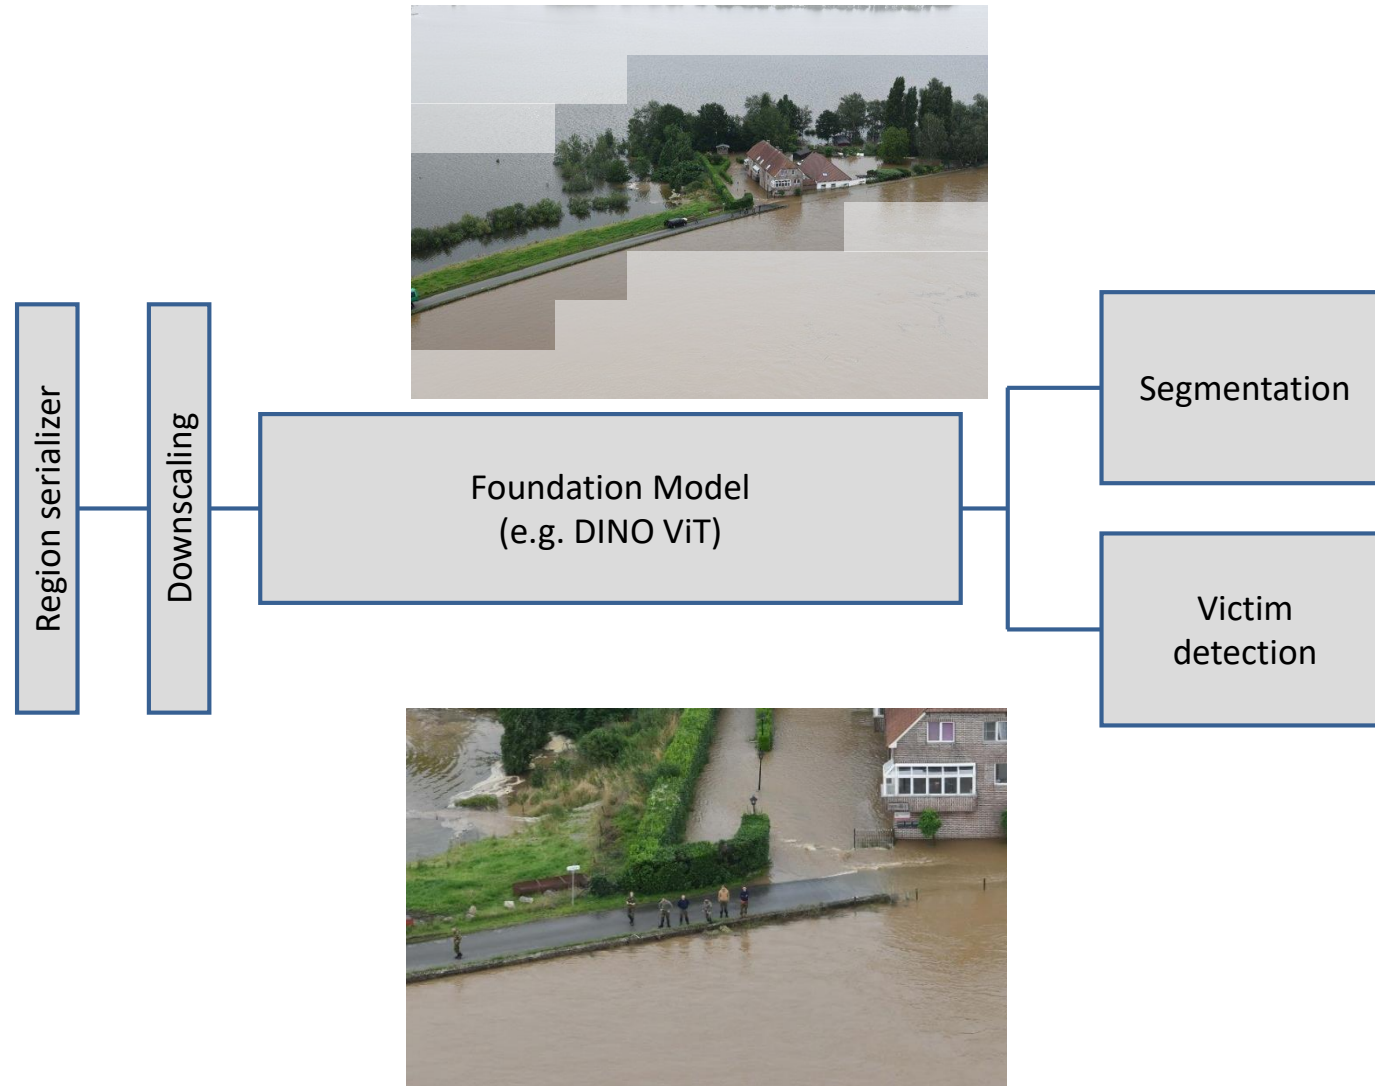 Region serializer
Downscaling
Foundation Model
(e.g. DINO ViT)
Segmentation
Victim
detection